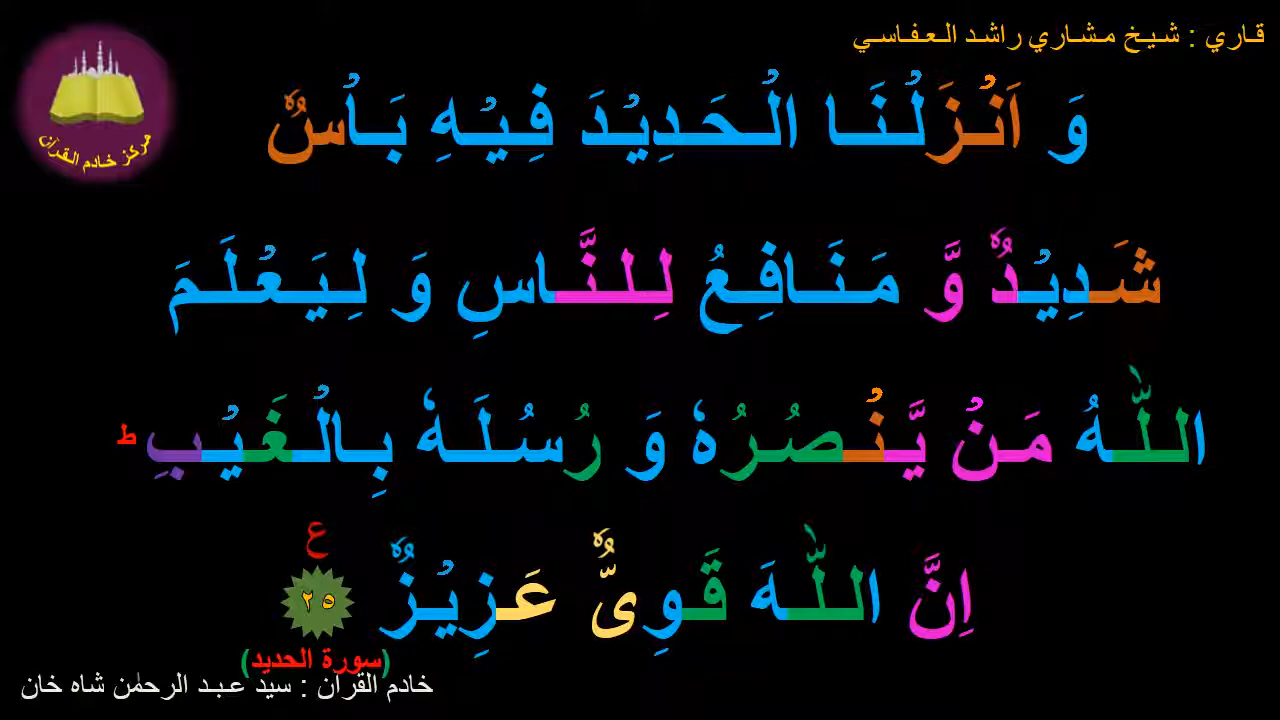 قاري : شيخ مشاري راشد العفاسي
مركز خادم القرآن
وَ اَنْزَلْنَا الْحَدِيْدَ فِيْهِ بَاْسٌ
شَدِيْدٌ وَّ مَنَافِعُ لِلنَّاسِ وَ لِيَعْلَمَ
اللّٰهُ مَنْ يَّنْصُرُهٗ وَ رُسُلَهٗ بِالْغَيْبِ ط
اِنَّ اللّٰهَ قَوِىٌّ عَزِيْزٌ ٢٥ ع
(سورة الحديد)
خادم القرآن : سيد عبد الرحمٰن شاه خان